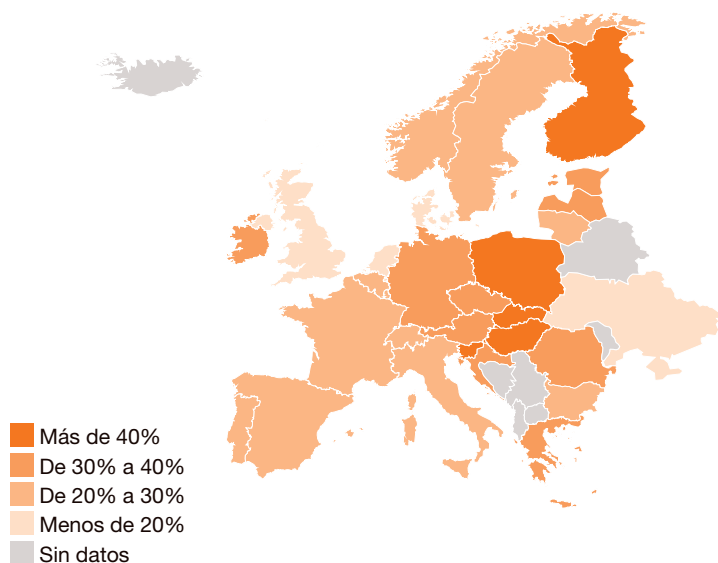 Más de 40%
De 30% a 40%
De 20% a 30%
Menos de 20%
Sin datos